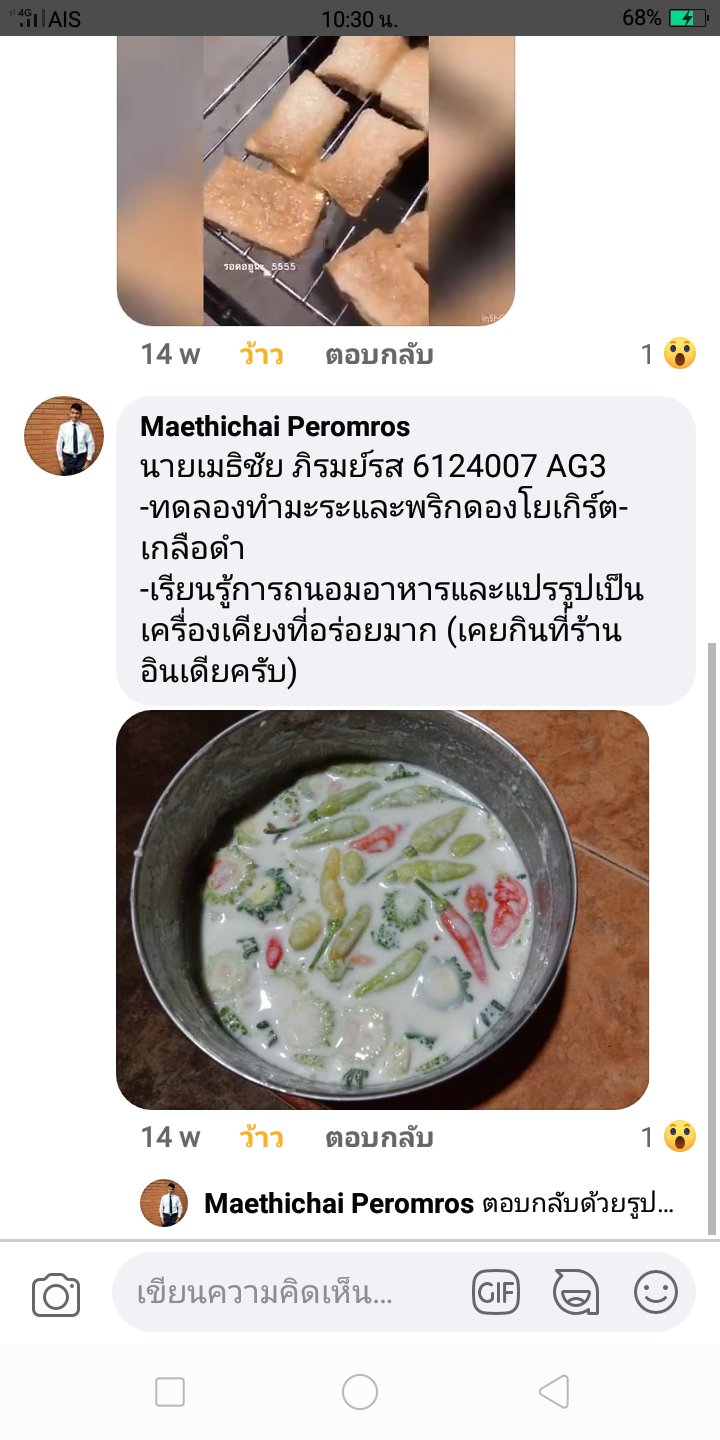 4G AIS 10:30 น. 68%
รอดอยู่นะ 5555
14 พ ว้าว ตอบกลับ 1
Maethichai Peromros
นายเมธิชัย ภิรมย์รส 6124007 AG3
-ทดลองทำมะระและพริกดองโยเกิร์ต-
เกลือดำ
-เรียนรู้การถนอมอาหารและแปรรูปเป็น
เครื่องเคียงที่อร่อยมาก (เคยกินที่ร้าน
อินเดียครับ)
14 พ ว้าว ตอบกลับ 1
Maethichai Peromros ตอบกลับด้วยรูป...
เขียนความคิดเห็น... GIF